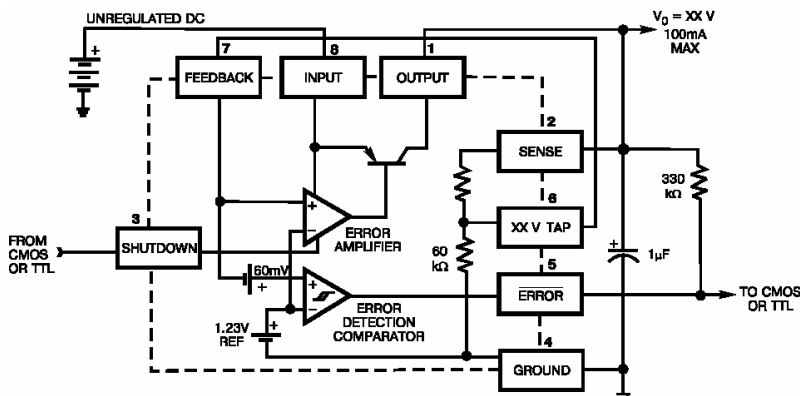 UNREGULATED DC
V₀ = XX V
100mA
MAX
7
8
1
FEEDBACK
INPUT
OUTPUT
2
SENSE
330
kΩ
3
6
FROM
CMOS
OR TTL
SHUTDOWN
+
−
ERROR
AMPLIFIER
XX V TAP
60
kΩ
+
1µF
60mV
+
+
−
5
ERROR
TO CMOS
OR TTL
ERROR
DETECTION
COMPARATOR
1.23V
REF
+
4
GROUND
+